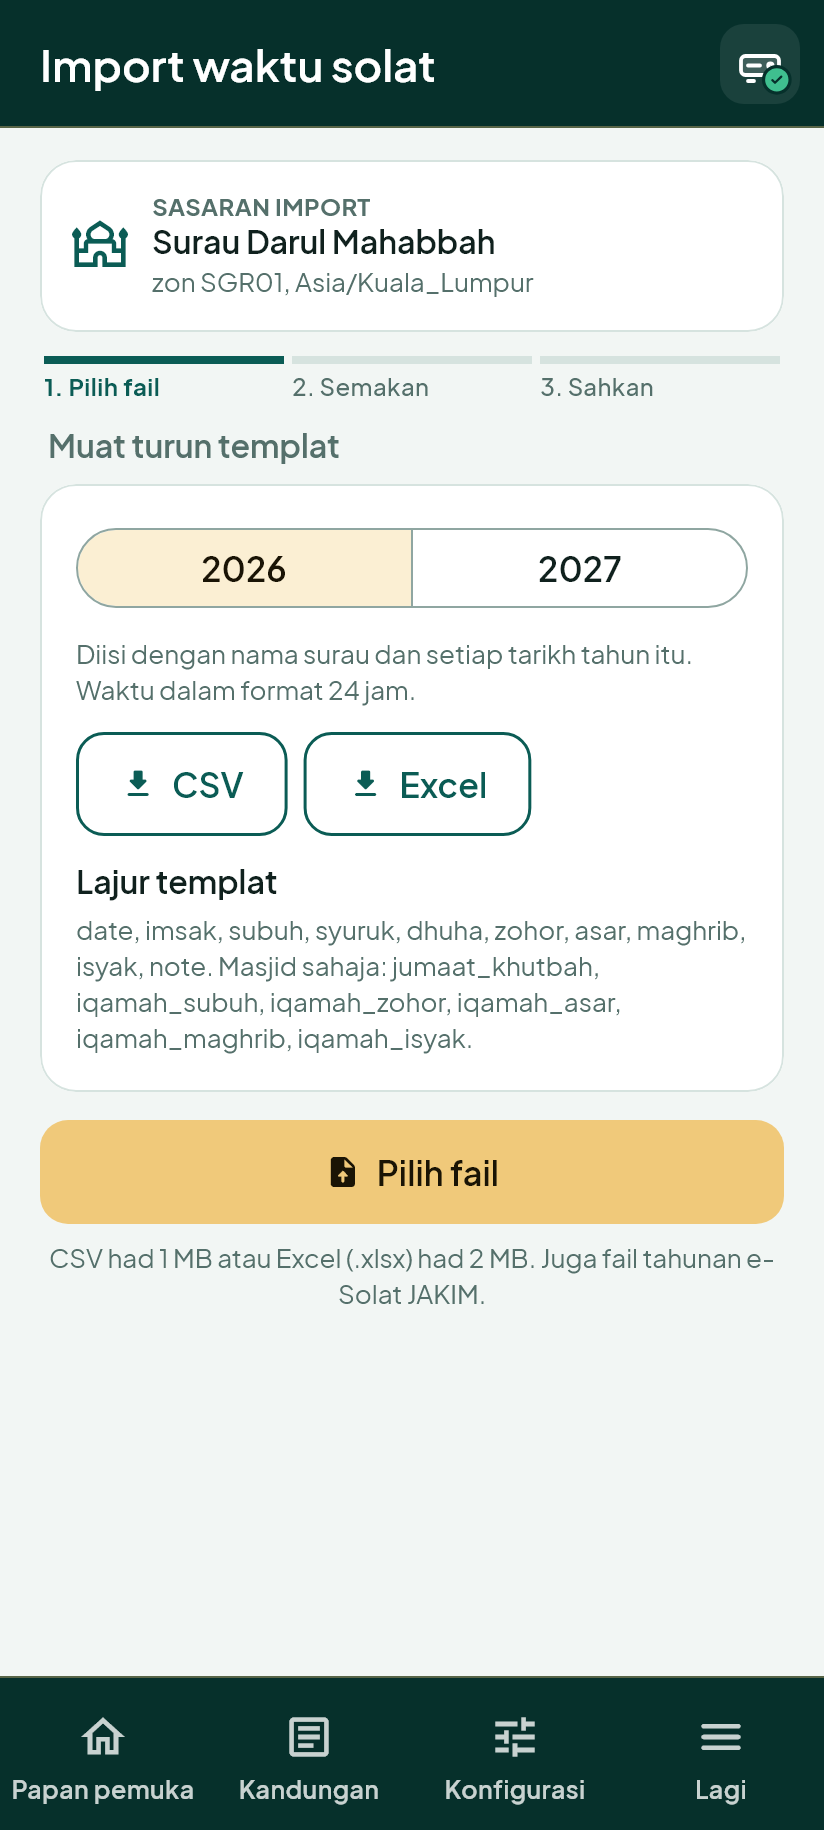 Import waktu solat
SASARAN IMPORT
Surau Darul Mahabbah
zon SGR01, Asia/Kuala_Lumpur
1. Pilih fail
2. Semakan
3. Sahkan
Muat turun templat
2026
2027
Diisi dengan nama surau dan setiap tarikh tahun itu.
Waktu dalam format 24 jam.
CSV
Excel
Lajur templat
date, imsak, subuh, syuruk, dhuha, zohor, asar, maghrib,
isyak, note. Masjid sahaja: jumaat_khutbah,
iqamah_subuh, iqamah_zohor, iqamah_asar,
iqamah_maghrib, iqamah_isyak.
Pilih fail
CSV had 1 MB atau Excel (.xlsx) had 2 MB. Juga fail tahunan e-
Solat JAKIM.
Papan pemuka
Kandungan
Konfigurasi
Lagi